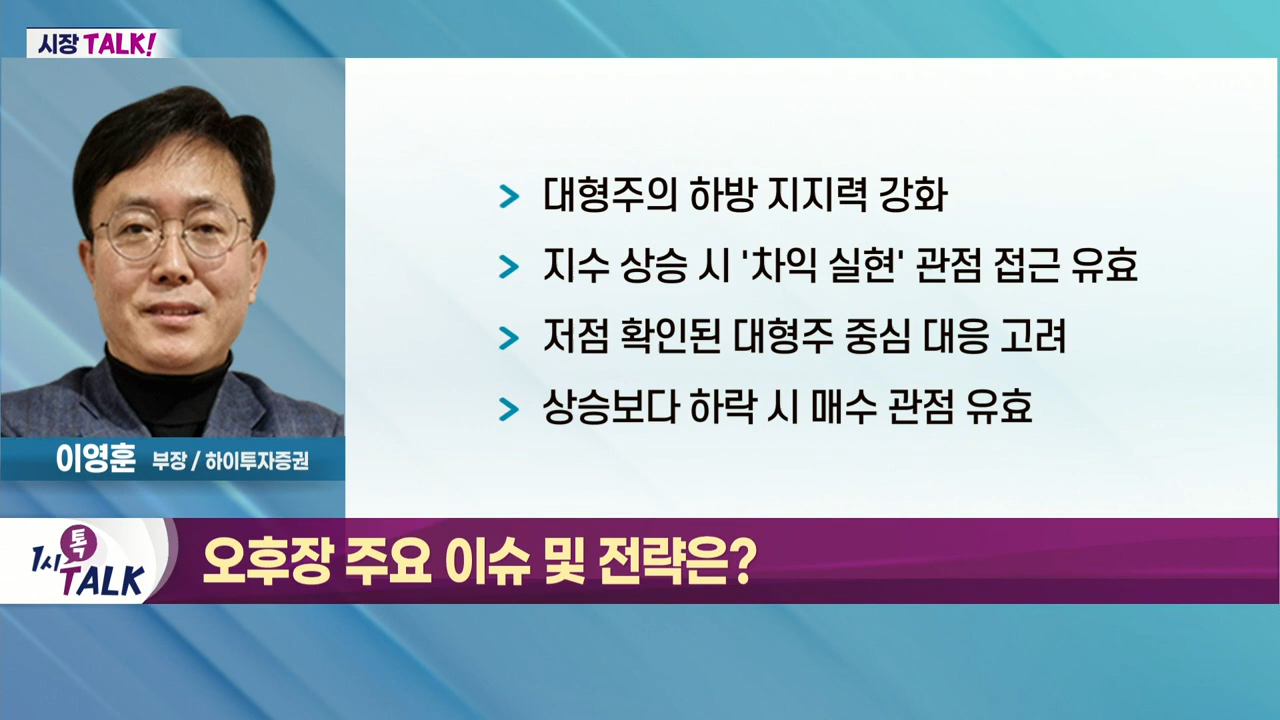 시장 TALK!
> 대형주의 하방 지지력 강화
> 지수 상승 시 '차익 실현' 관점 접근 유효
> 저점 확인된 대형주 중심 대응 고려
> 상승보다 하락 시 매수 관점 유효
이영훈 부장 / 하이투자증권
1시 톡 TALK
오후장 주요 이슈 및 전략은?